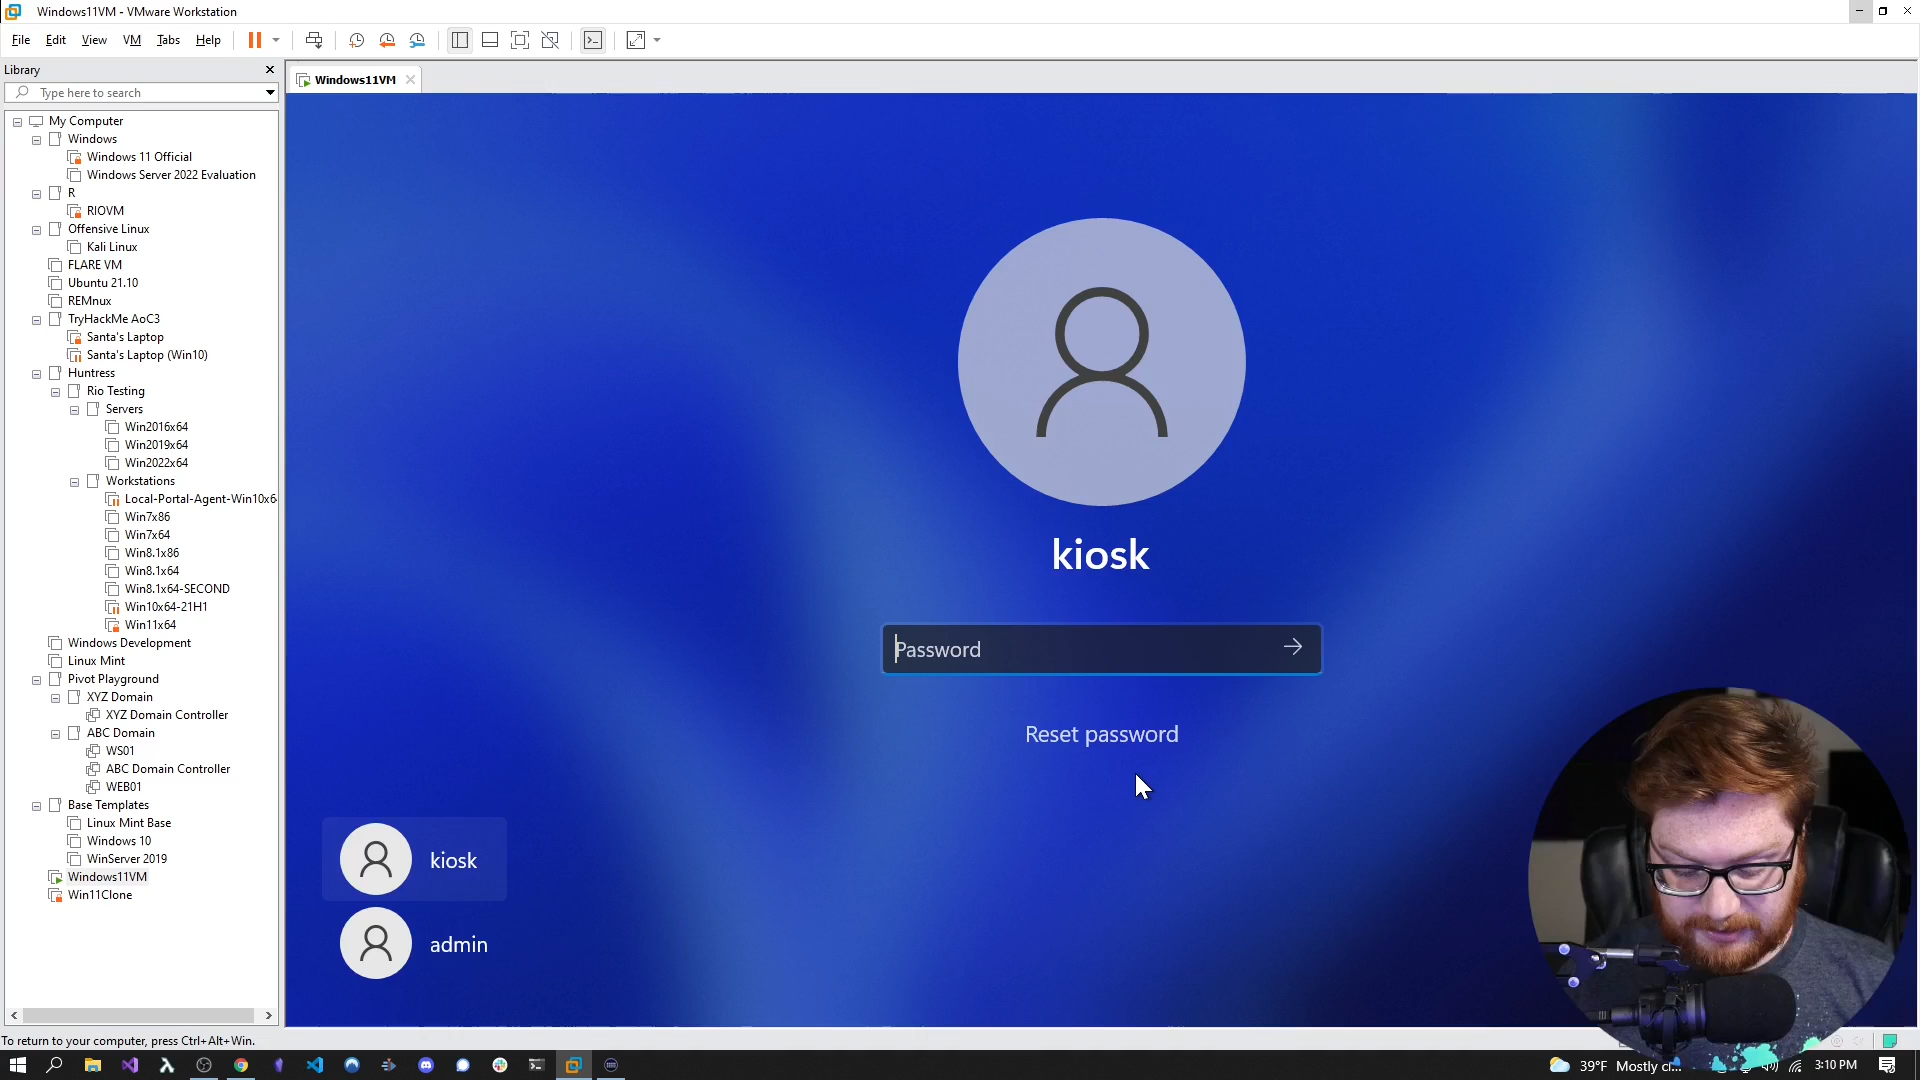 Windows11VM - VMware Workstation
File Edit View VM Tabs Help
Library
Type here to search
My Computer
Windows
Windows 11 Official
Windows Server 2022 Evaluation
R
RIOVM
Offensive Linux
Kali Linux
FLARE VM
Ubuntu 21.10
REMnux
TryHackMe AoC3
Santa's Laptop
Santa's Laptop (Win10)
Huntress
Rio Testing
Servers
Win2016x64
Win2019x64
Win2022x64
Workstations
Local-Portal-Agent-Win10x6
Win7x86
Win7x64
Win8.1x86
Win8.1x64
Win8.1x64-SECOND
Win10x64-21H1
Win11x64
Windows Development
Linux Mint
Pivot Playground
XYZ Domain
XYZ Domain Controller
ABC Domain
WS01
ABC Domain Controller
WEB01
Base Templates
Linux Mint Base
Windows 10
WinServer 2019
Windows11VM
Win11Clone
Windows11VM
kiosk
Password
Reset password
kiosk
admin
To return to your computer, press Ctrl+Alt+Win.
39°F Mostly cl...
3:10 PM